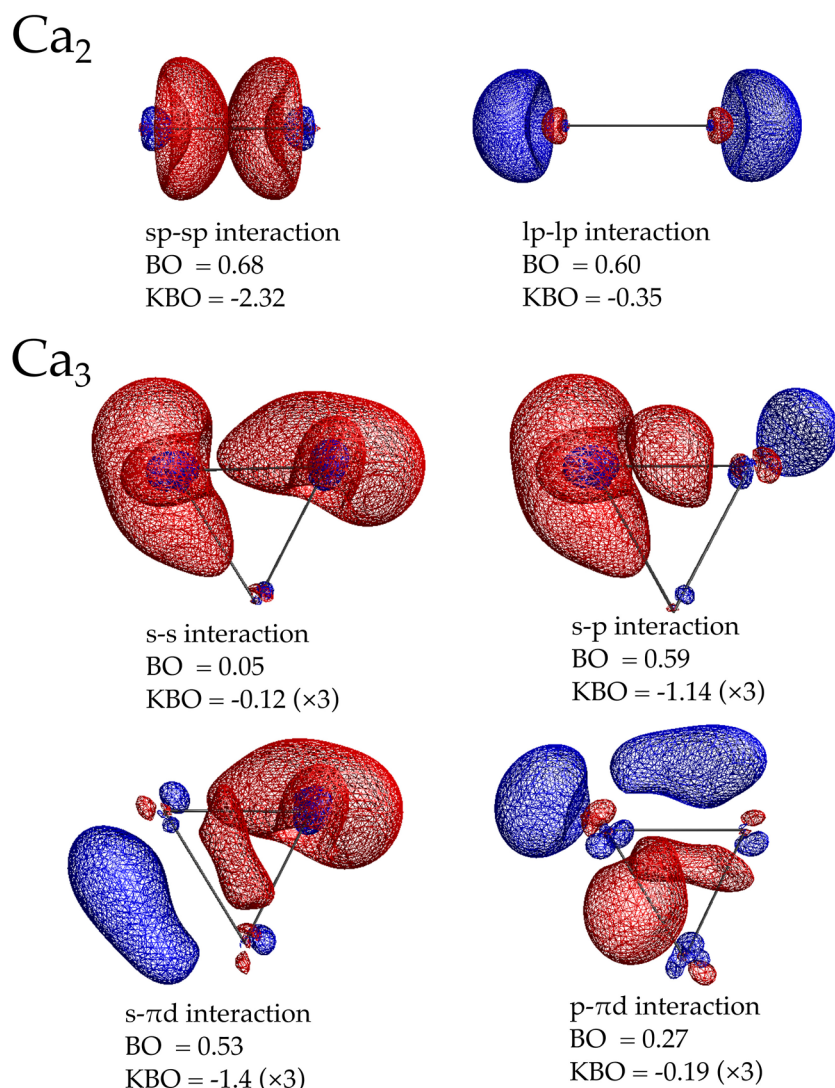 Ca₂
sp-sp interaction
BO = 0.68
KBO = -2.32
lp-lp interaction
BO = 0.60
KBO = -0.35
Ca₃
s-s interaction
BO = 0.05
KBO = -0.12 (×3)
s-p interaction
BO = 0.59
KBO = -1.14 (×3)
s-πd interaction
BO = 0.53
KBO = -1.4 (×3)
p-πd interaction
BO = 0.27
KBO = -0.19 (×3)